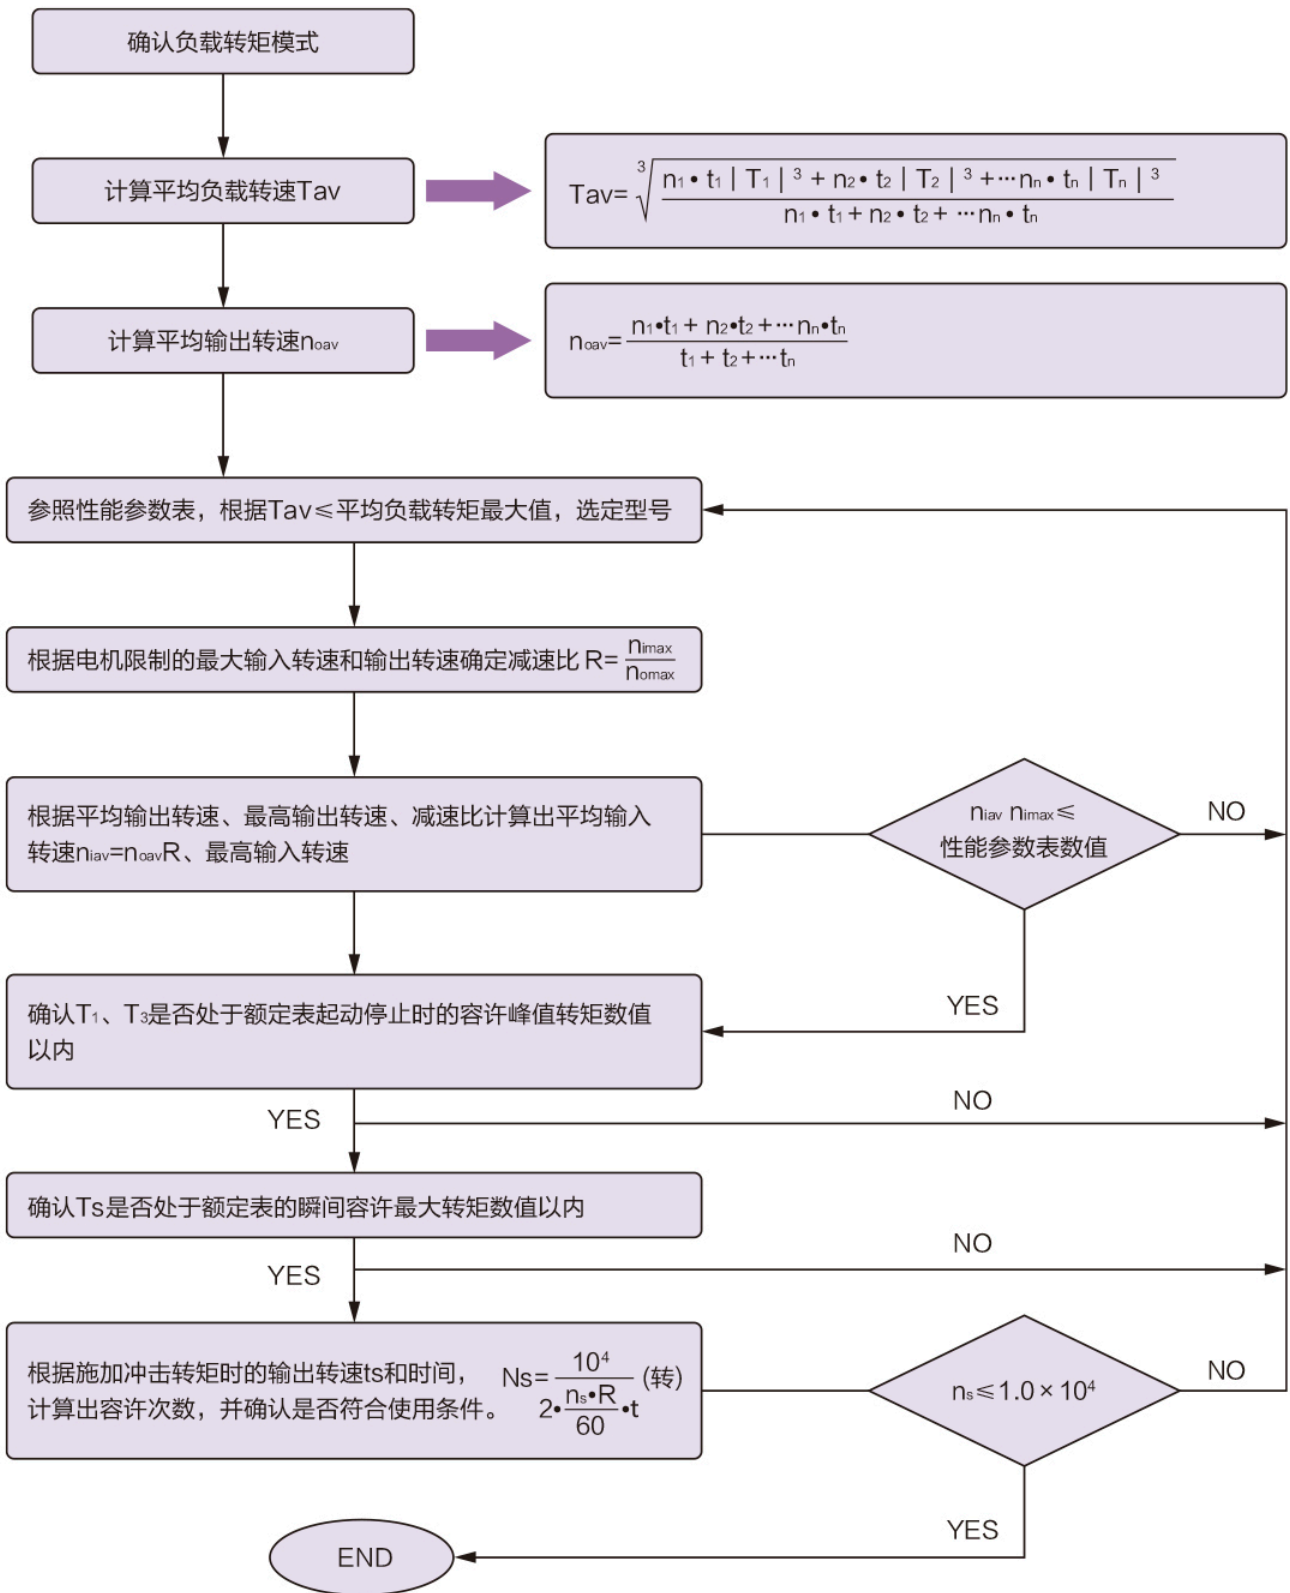 确认负载转矩模式
计算平均负载转速Tav
Tav=∛((n₁•t₁|T₁|³+n₂•t₂|T₂|³+···nₙ•tₙ|Tₙ|³)/(n₁•t₁+n₂•t₂+···nₙ•tₙ))
计算平均输出转速noav
noav=(n₁•t₁+n₂•t₂+···nₙ•tₙ)/(t₁+t₂+···tₙ)
参照性能参数表，根据Tav≤平均负载转矩最大值，选定型号
根据电机限制的最大输入转速和输出转速确定减速比 R=nimax/nomax
根据平均输出转速、最高输出转速、减速比计算出平均输入
转速niav=noavR、最高输入转速
niav nimax≤
性能参数表数值
NO
YES
确认T₁、T₃是否处于额定表起动停止时的容许峰值转矩数值
以内
YES
NO
确认Ts是否处于额定表的瞬间容许最大转矩数值以内
YES
NO
根据施加冲击转矩时的输出转速ts和时间，
计算出容许次数，并确认是否符合使用条件。
Ns=10⁴/(2•(nₛ•R/60)•t) (转)
nₛ≤1.0×10⁴
NO
YES
END